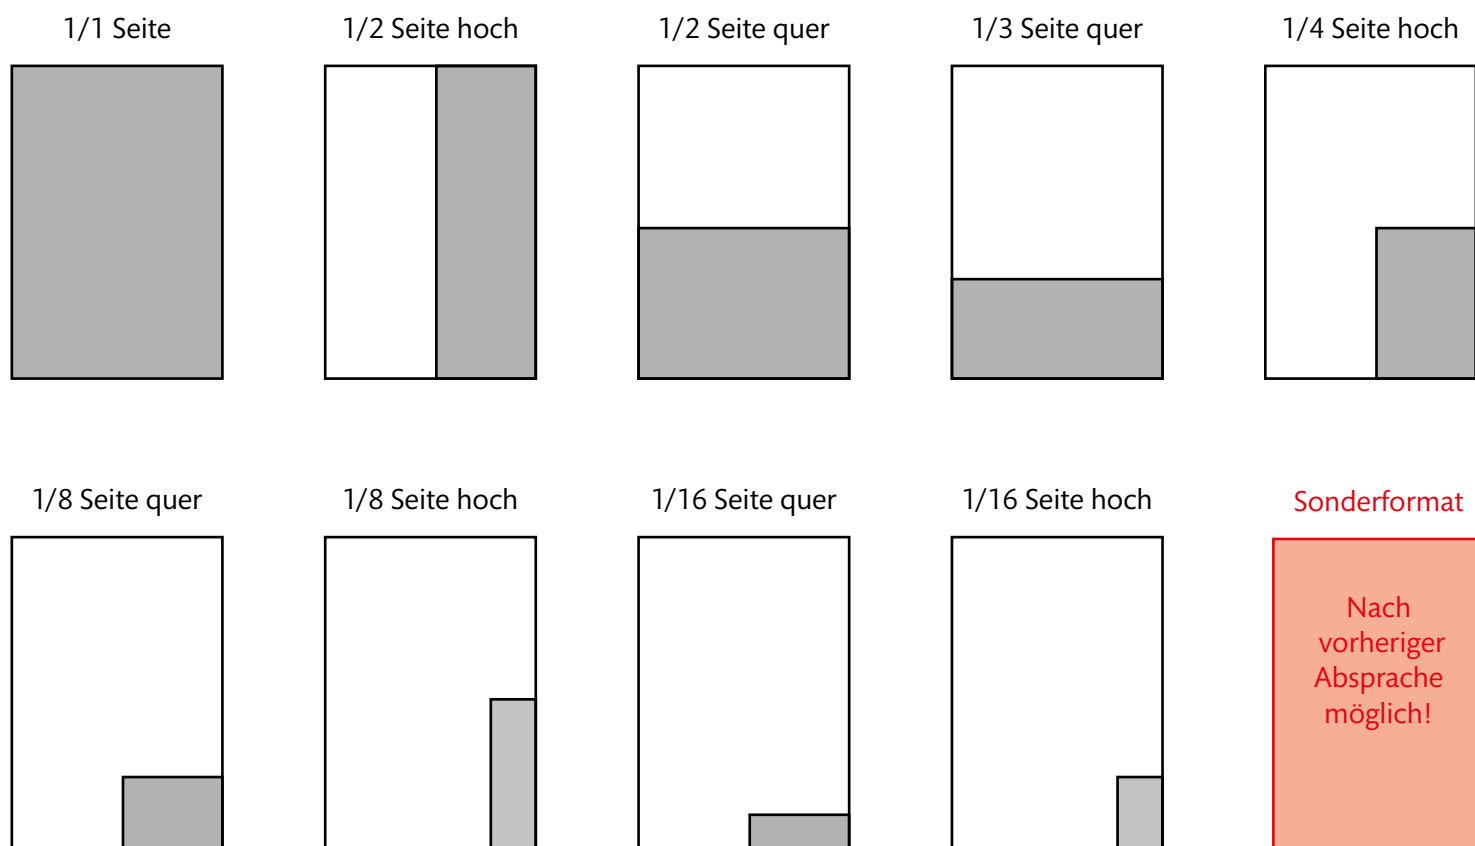 1/1 Seite
1/2 Seite hoch
1/2 Seite quer
1/3 Seite quer
1/4 Seite hoch
1/8 Seite quer
1/8 Seite hoch
1/16 Seite quer
1/16 Seite hoch
Sonderformat
Nach
vorheriger
Absprache
möglich!